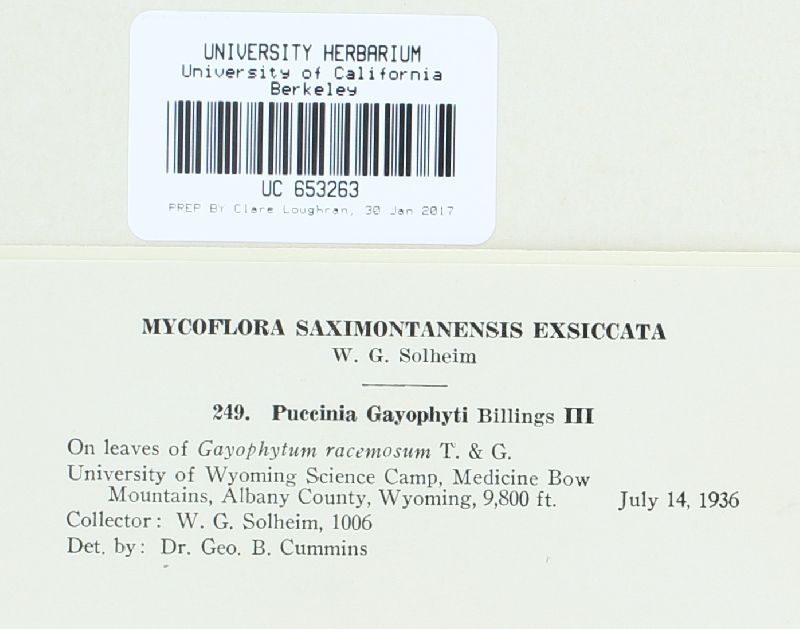 UNIVERSITY HERBARIUM
University of California
Berkeley
UC 653263
PREP BY Clare Loughran, 30 Jan 2017
MYCOFLORA SAXIMONTANENSIS EXSICCATA
W. G. Solheim
249. Puccinia Gayophyti Billings III
On leaves of Gayophytum racemosum T. & G.
University of Wyoming Science Camp, Medicine Bow
Mountains, Albany County, Wyoming, 9,800 ft. July 14, 1936
Collector: W. G. Solheim, 1006
Det. by: Dr. Geo. B. Cummins